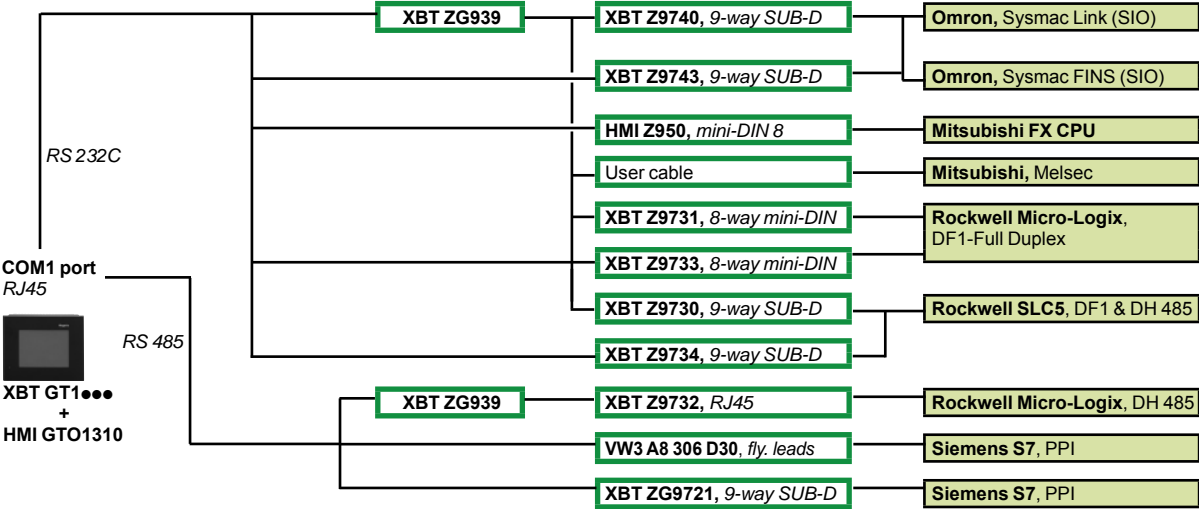 XBT ZG939
XBT Z9740, 9-way SUB-D
Omron, Sysmac Link (SIO)
XBT Z9743, 9-way SUB-D
Omron, Sysmac FINS (SIO)
HMI Z950, mini-DIN 8
Mitsubishi FX CPU
RS 232C
User cable
Mitsubishi, Melsec
XBT Z9731, 8-way mini-DIN
Rockwell Micro-Logix,
DF1-Full Duplex
XBT Z9733, 8-way mini-DIN
COM1 port
RJ45
XBT Z9730, 9-way SUB-D
Rockwell SLC5, DF1 & DH 485
RS 485
XBT Z9734, 9-way SUB-D
XBT GT1●●●
+
HMI GTO1310
XBT ZG939
XBT Z9732, RJ45
Rockwell Micro-Logix, DH 485
VW3 A8 306 D30, fly. leads
Siemens S7, PPI
XBT ZG9721, 9-way SUB-D
Siemens S7, PPI